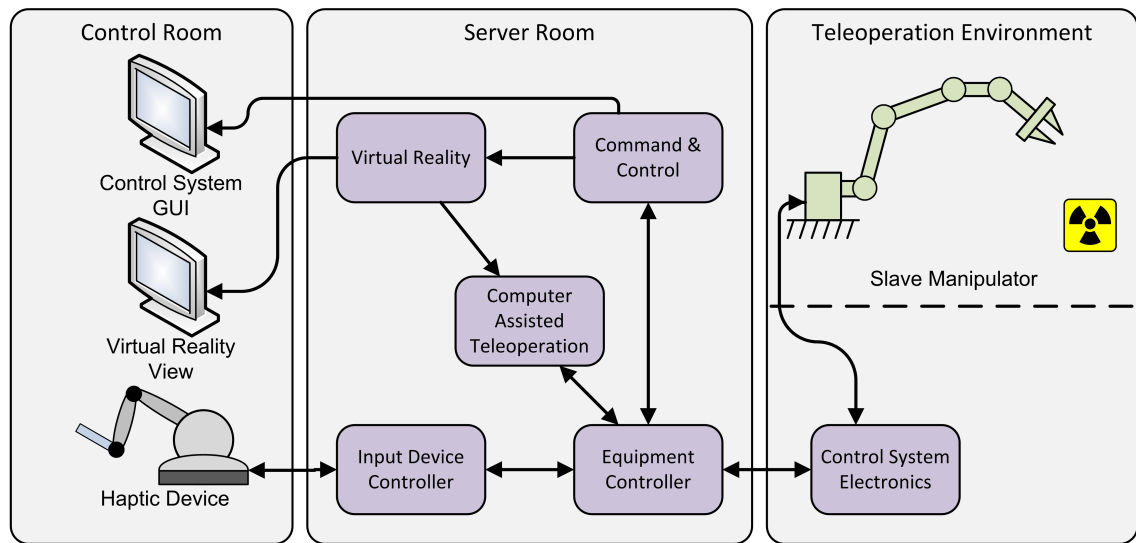 Control Room
Control System
GUI
Virtual Reality
View
Haptic Device
Server Room
Virtual Reality
Command &
Control
Computer
Assisted
Teleoperation
Input Device
Controller
Equipment
Controller
Teleoperation Environment
Slave Manipulator
Control System
Electronics